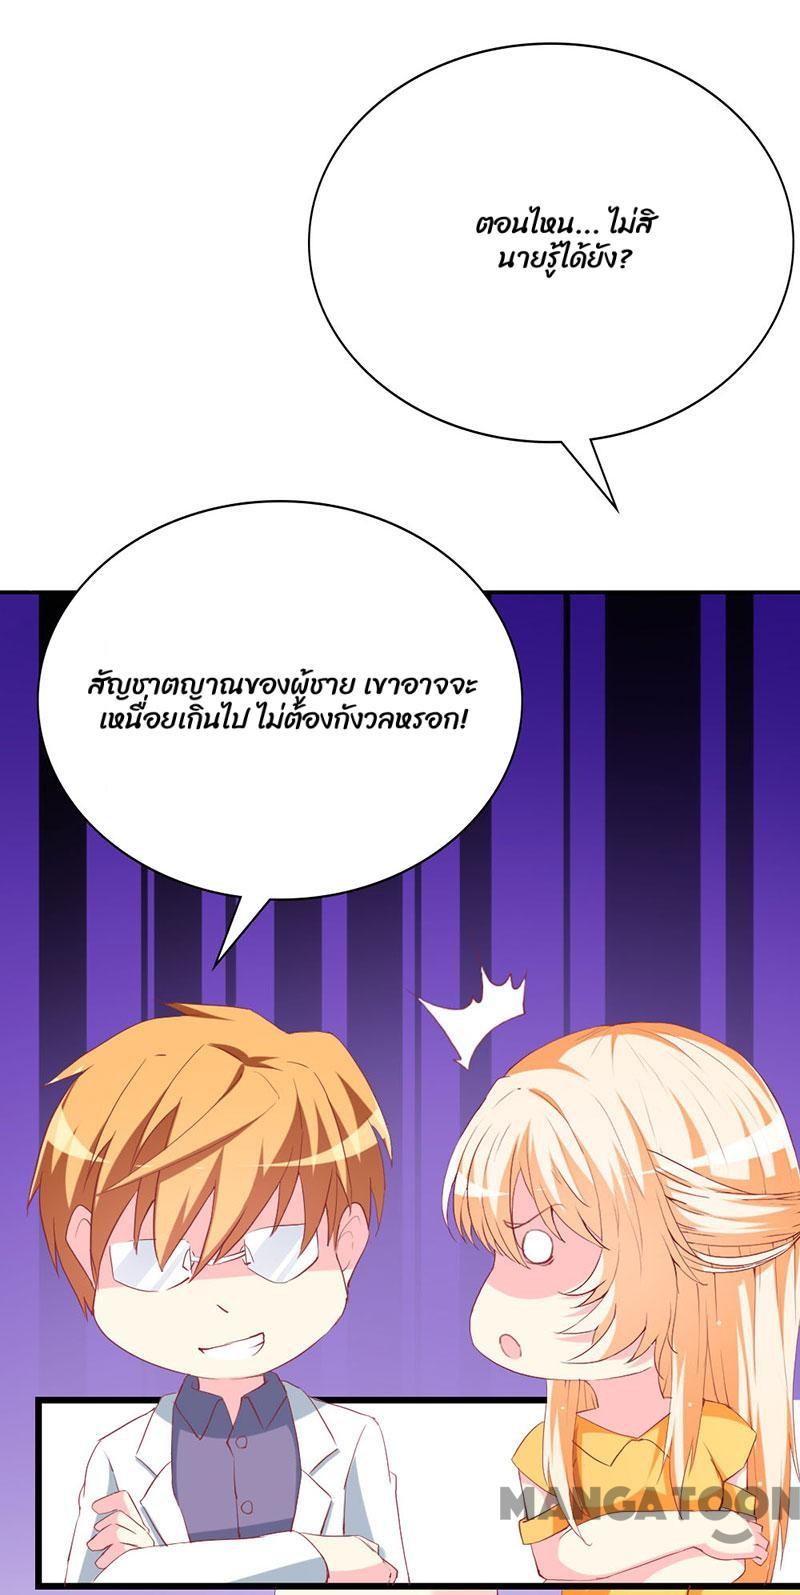 ตอนไหน... ไม่สิ
นายรู้ได้ยัง?
สัญชาตญาณของผู้ชาย เขาอาจจะ
เหนื่อยเกินไป ไม่ต้องกังวลหรอก!
MANGATOON